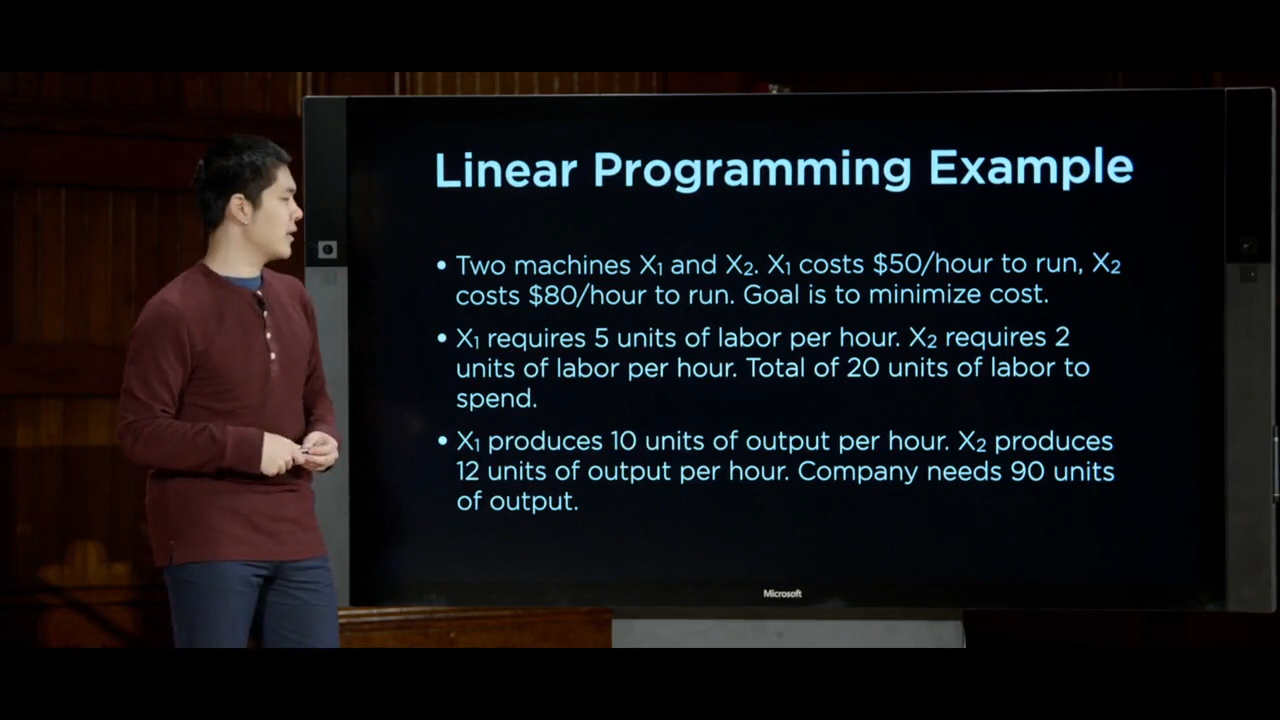 Linear Programming Example
• Two machines X₁ and X₂. X₁ costs $50/hour to run, X₂
costs $80/hour to run. Goal is to minimize cost.
• X₁ requires 5 units of labor per hour. X₂ requires 2
units of labor per hour. Total of 20 units of labor to
spend.
• X₁ produces 10 units of output per hour. X₂ produces
12 units of output per hour. Company needs 90 units
of output.
Microsoft